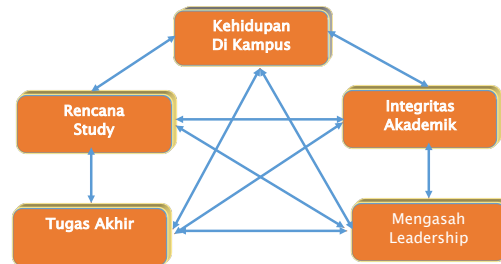 Kehidupan
Di Kampus
Rencana
Study
Integritas
Akademik
Tugas Akhir
Mengasah
Leadership